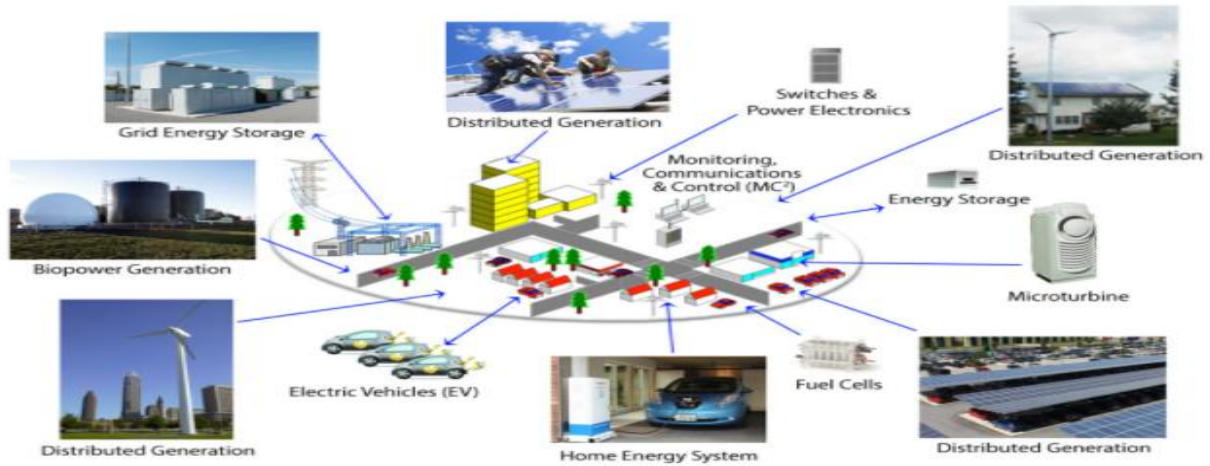 Grid Energy Storage
Distributed Generation
Switches &
Power Electronics
Distributed Generation
Monitoring,
Communications
& Control (MC²)
Energy Storage
Biopower Generation
Microturbine
Electric Vehicles (EV)
Fuel Cells
Distributed Generation
Home Energy System
Distributed Generation